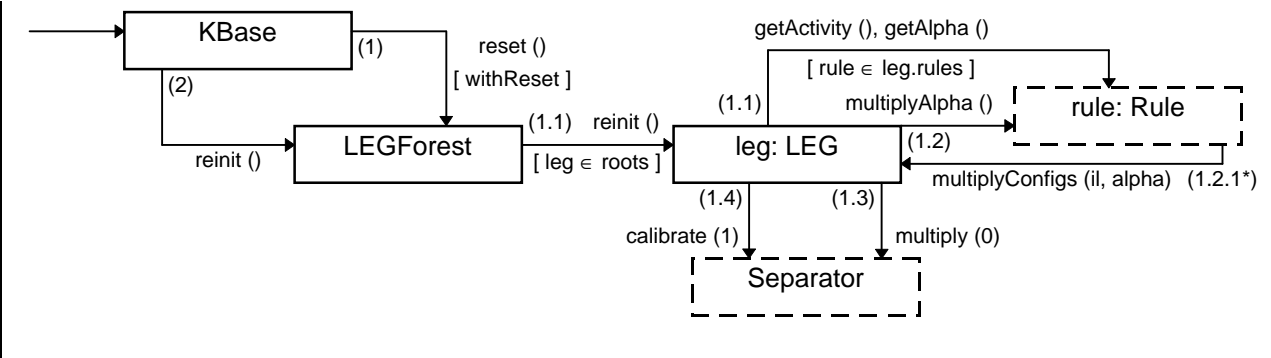 getActivity (), getAlpha ()
KBase
(1)
reset ()
[ withReset ]
(2)
[ rule ∈ leg.rules ]
(1.1)
multiplyAlpha ()
rule: Rule
(1.1)
reinit ()
LEGForest
leg: LEG
(1.2)
reinit ()
[ leg ∈ roots ]
multiplyConfigs (il, alpha)
(1.2.1*)
(1.4)
(1.3)
calibrate (1)
multiply (0)
Separator